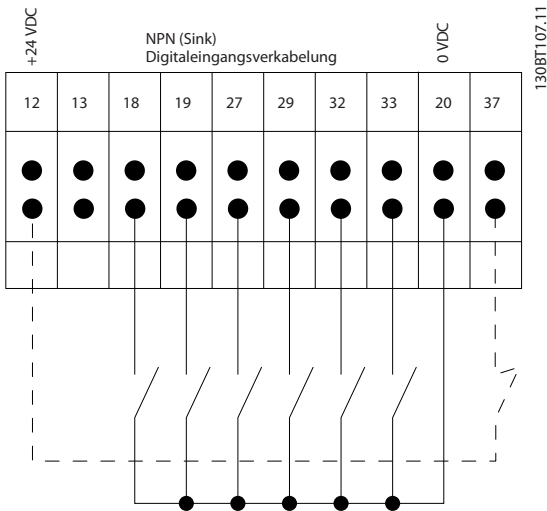 +24 VDC
NPN (Sink)
Digitaleingangsverkabelung
0 VDC
130BT107.11
12 13 18 19 27 29 32 33 20 37